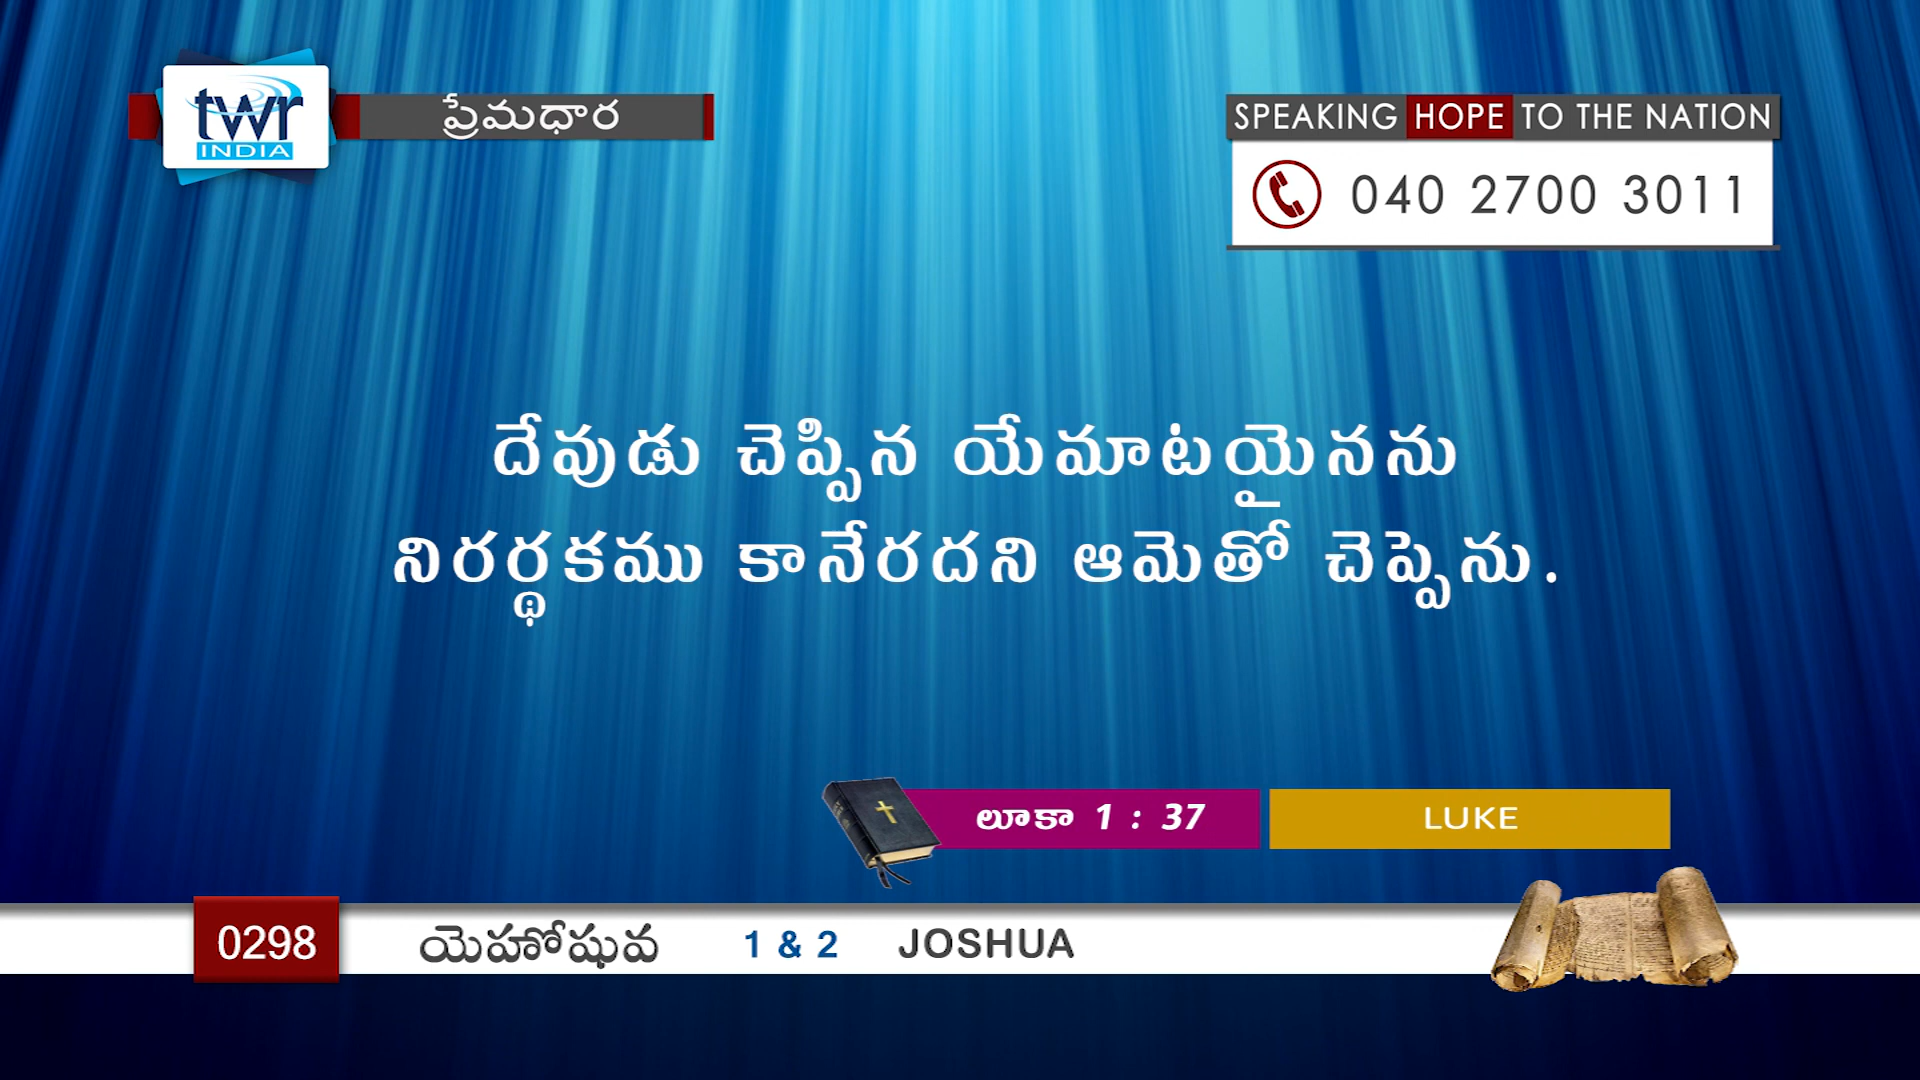 twr
INDIA
ప్రేమధార
SPEAKING HOPE TO THE NATION
040 2700 3011
దేవుడు చెప్పిన యేమాటయైనను
నిరర్థకము కానేరదని ఆమెతో చెప్పెను.
లూకా 1 : 37
LUKE
0298
యెహోషువ 1 & 2 JOSHUA